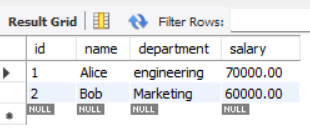 Result Grid Filter Rows:
id name department salary
1 Alice engineering 70000.00
2 Bob Marketing 60000.00
NULL NULL NULL NULL